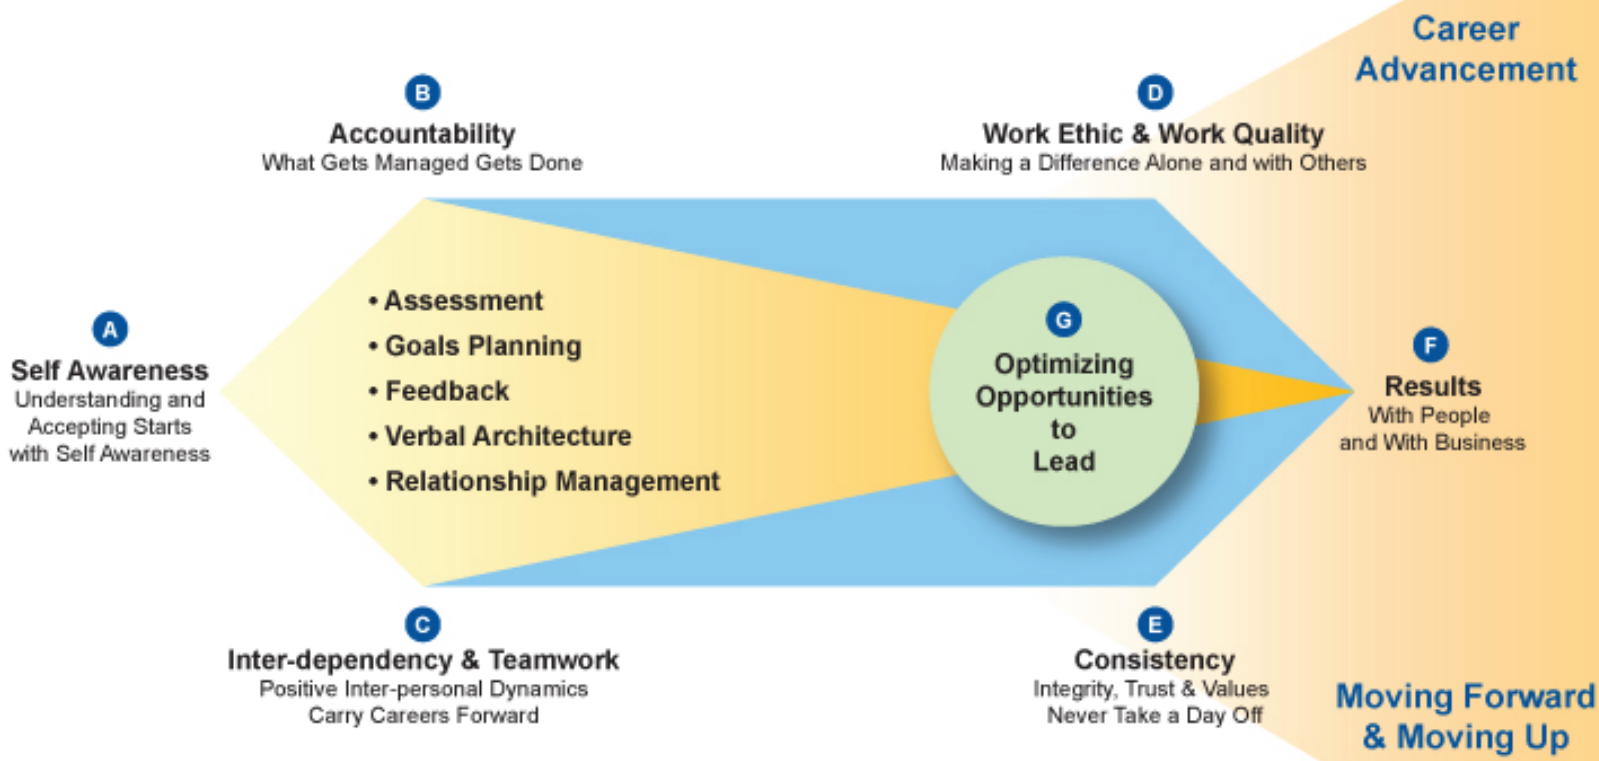 Career
Advancement
B
Accountability
What Gets Managed Gets Done
D
Work Ethic & Work Quality
Making a Difference Alone and with Others
A
Self Awareness
Understanding and
Accepting Starts
with Self Awareness
• Assessment
• Goals Planning
• Feedback
• Verbal Architecture
• Relationship Management
G
Optimizing
Opportunities
to
Lead
F
Results
With People
and With Business
C
Inter-dependency & Teamwork
Positive Inter-personal Dynamics
Carry Careers Forward
E
Consistency
Integrity, Trust & Values
Never Take a Day Off
Moving Forward
& Moving Up